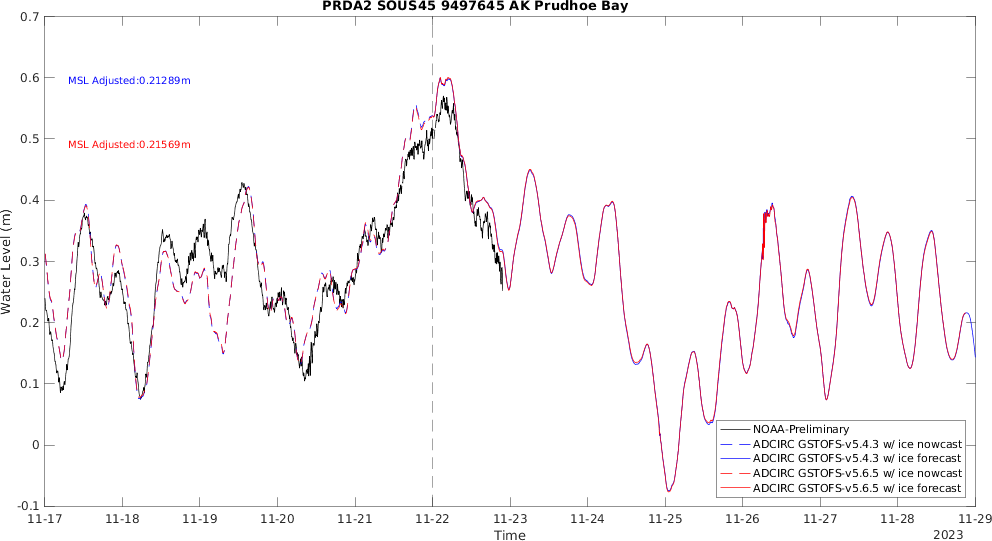 PRDA2 SOUS45 9497645 AK Prudhoe Bay
0.7
0.6
0.5
0.4
0.3
0.2
0.1
0
-0.1
Water Level (m)
MSL Adjusted:0.21289m
MSL Adjusted:0.21569m
NOAA-Preliminary
ADCIRC GSTOFS-v5.4.3 w/ ice nowcast
ADCIRC GSTOFS-v5.4.3 w/ ice forecast
ADCIRC GSTOFS-v5.6.5 w/ ice nowcast
ADCIRC GSTOFS-v5.6.5 w/ ice forecast
11-17 11-18 11-19 11-20 11-21 11-22 11-23 11-24 11-25 11-26 11-27 11-28 11-29
Time
2023